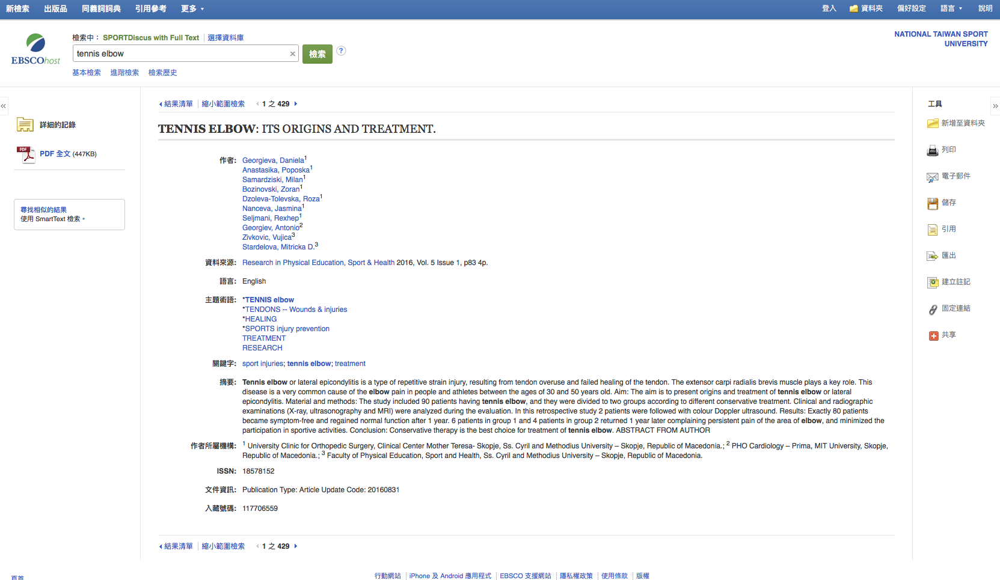 新檢索 出版品 同義詞詞典 引用參考 更多 登入 資料夾 偏好設定 語言 說明
檢索中： SPORTDiscus with Full Text 選擇資料庫
NATIONAL TAIWAN SPORT UNIVERSITY
EBSCOhost
tennis elbow × 檢索 ?
基本檢索 進階檢索 檢索歷史
«
詳細的記錄
PDF PDF 全文 (447KB)
尋找相似的結果
使用 SmartText 檢索。
結果清單 縮小範圍檢索 1 之 429
TENNIS ELBOW: ITS ORIGINS AND TREATMENT.
作者: Georgieva, Daniela1
Anastasika, Poposka1
Samardziski, Milan1
Bozinovski, Zoran1
Dzoleva-Tolevska, Roza1
Nanceva, Jasmina1
Seljmani, Rexhep1
Georgiev, Antonio2
Zivkovic, Vujica3
Stardelova, Mitricka D.3
資料來源: Research in Physical Education, Sport & Health 2016, Vol. 5 Issue 1, p83 4p.
語言: English
主題術語: *TENNIS elbow
*TENDONS -- Wounds & injuries
*HEALING
*SPORTS injury prevention
TREATMENT
RESEARCH
關鍵字: sport injuries; tennis elbow; treatment
摘要: Tennis elbow or lateral epicondylitis is a type of repetitive strain injury, resulting from tendon overuse and failed healing of the tendon. The extensor carpi radialis brevis muscle plays a key role. This
disease is a very common cause of the elbow pain in people and athletes between the ages of 30 and 50 years old. Aim: The aim is to present origins and treatment of tennis elbow or lateral
epicondylitis. Material and methods: The study included 90 patients having tennis elbow, and they were divided to two groups according to different conservative treatment. Clinical and radiographic
examinations (X-ray, ultrasonography and MRI) were analyzed during the evaluation. In this retrospective study 2 patients were followed with colour Doppler ultrasound. Results: Exactly 80 patients
became symptom-free and regained normal function after 1 year. 6 patients in group 1 and 4 patients in group 2 returned 1 year later complaining persistent pain of the area of elbow, and minimized the
participation in sportive activities. Conclusion: Conservative therapy is the best choice for treatment of tennis elbow. ABSTRACT FROM AUTHOR
作者所屬機構: 1 University Clinic for Orthopedic Surgery, Clinical Center Mother Teresa- Skopje, Ss. Cyril and Methodius University – Skopje, Republic of Macedonia.; 2 PHO Cardiology – Prima, MIT University, Skopje,
Republic of Macedonia.; 3 Faculty of Physical Education, Sport and Health, Ss. Cyril and Methodius University – Skopje, Republic of Macedonia.
ISSN: 18578152
文件資訊: Publication Type: Article Update Code: 20160831
入藏號碼: 117706559
結果清單 縮小範圍檢索 1 之 429
工具
»
新增至資料夾
列印
電子郵件
儲存
引用
匯出
建立註記
固定連結
共享
頁首
行動網站 iPhone 及 Android 應用程式 EBSCO 支援網站 隱私權政策 使用條款 版權